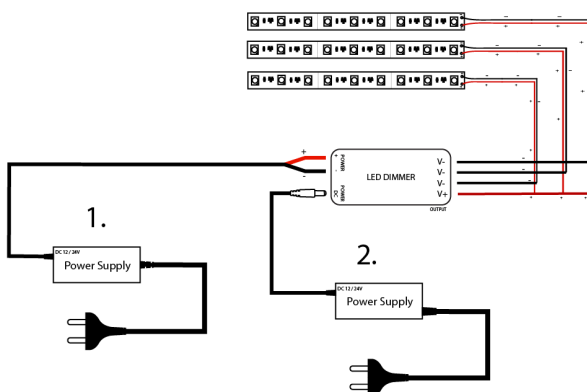 +
-
POWER
+ -
POWER
DC
LED DIMMER
V-
V-
V-
V+
OUTPUT
1.
DC 12 / 24V
Power Supply
2.
DC 12 / 24V
Power Supply